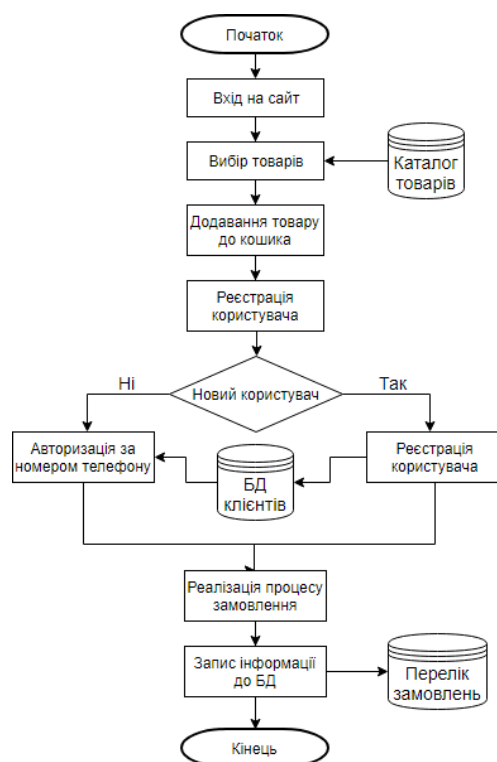 Початок
Вхід на сайт
Вибір товарів
Каталог
товарів
Додавання товару
до кошика
Реєстрація
користувача
Ні
Новий користувач
Так
Авторизація за
номером телефону
БД
клієнтів
Реєстрація
користувача
Реалізація процесу
замовлення
Запис інформації
до БД
Перелік
замовлень
Кінець